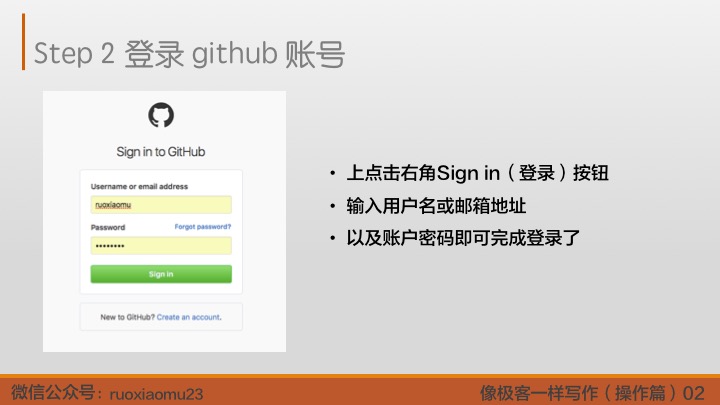 Step 2 登录 github 账号
Sign in to GitHub
Username or email address
ruoxiaomu
Password Forgot password?
••••••••
Sign in
New to GitHub? Create an account.
• 上点击右角Sign in（登录）按钮
• 输入用户名或邮箱地址
• 以及账户密码即可完成登录了
微信公众号：ruoxiaomu23
像极客一样写作（操作篇）02